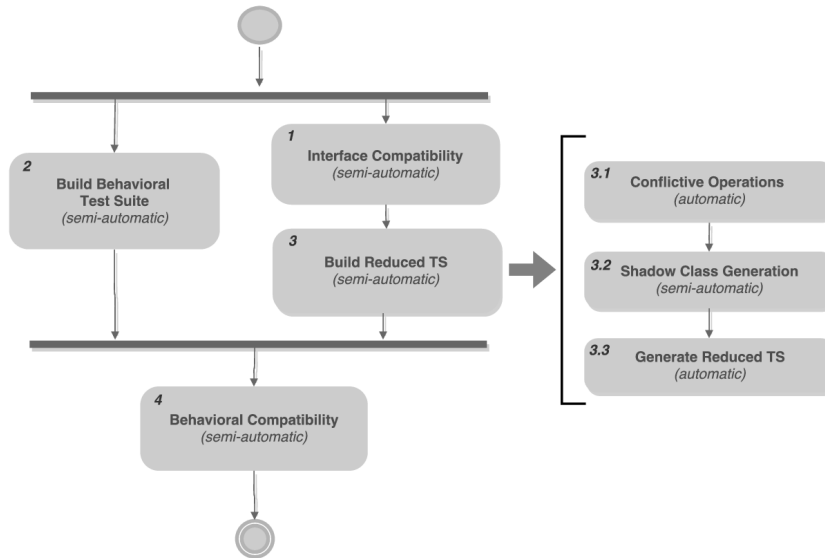 1
Interface Compatibility
(semi-automatic)
2
Build Behavioral
Test Suite
(semi-automatic)
3
Build Reduced TS
(semi-automatic)
3.1
Conflictive Operations
(automatic)
3.2
Shadow Class Generation
(semi-automatic)
3.3
Generate Reduced TS
(automatic)
4
Behavioral Compatibility
(semi-automatic)